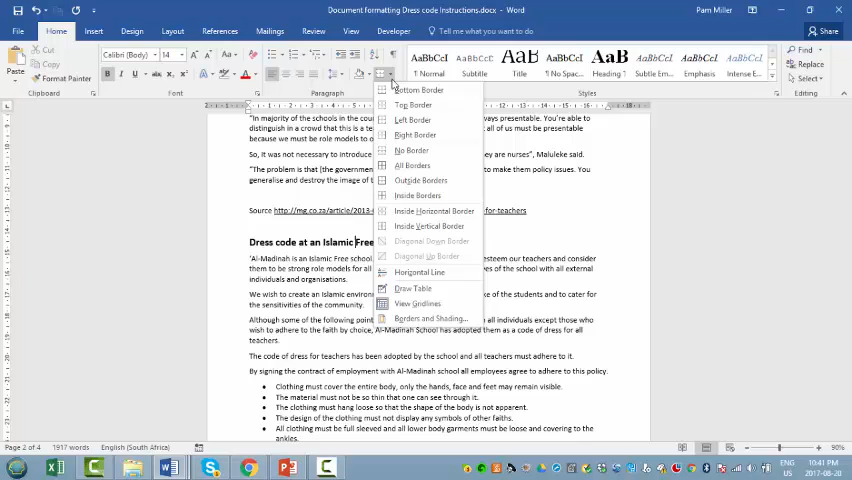 Document formatting Dress code Instructions.docx - Word
Pam Miller
File Home Insert Design Layout References Mailings Review View Developer Tell me what you want to do Share
Paste
Cut
Copy
Format Painter
Clipboard
Calibri (Body) 14
Font
Paragraph
AaBbCc AaBbCc AaBb AaBbCc AaBb AaBbCc AaBbCc AaBbCc
¶ Normal Subtitle Title ¶ No Spac... Heading 1 Subtle Em... Emphasis Intense E...
Styles
Find
Replace
Select
Editing
Bottom Border
Top Border
Left Border
Right Border
No Border
All Borders
Outside Borders
Inside Borders
Inside Horizontal Border
Inside Vertical Border
Diagonal Down Border
Diagonal Up Border
Horizontal Line
Draw Table
View Gridlines
Borders and Shading...
"In majority of the schools in the cou ways presentable. You're able to
distinguish in a crowd that this is a tea all of us must be presentable
because we must be role models to o
So, it was not necessary to introduce ey are nurses", Maluleke said.
"The problem is that [the governmen to make them policy issues. You
generalise and destroy the image of t
Source http://mg.co.za/article/2013- for-teachers
Dress code at an Islamic Free
'Al-Madinah is an Islamic Free school. esteem our teachers and consider
them to be strong role models for all ves of the school with all external
individuals and organisations.
We wish to create an Islamic environ of the students and to cater for
the sensitivities of the community.
Although some of the following point all individuals except those who
wish to adhere to the faith by choice, Al-Madinah School has adopted them as a code of dress for all
teachers.
The code of dress for teachers has been adopted by the school and all teachers must adhere to it.
By signing the contract of employment with Al-Madinah school all employees agree to adhere to this policy.
• Clothing must cover the entire body, only the hands, face and feet may remain visible.
• The material must not be so thin that one can see through it.
• The clothing must hang loose so that the shape of the body is not apparent.
• The design of the clothing must not display any symbols of other faiths.
• All clothing must be full sleeved and all lower body garments must be loose and covering to the
ankles.
Page 2 of 4 1917 words English (South Africa) 90%
ENG
US
10:41 PM
2017-08-20